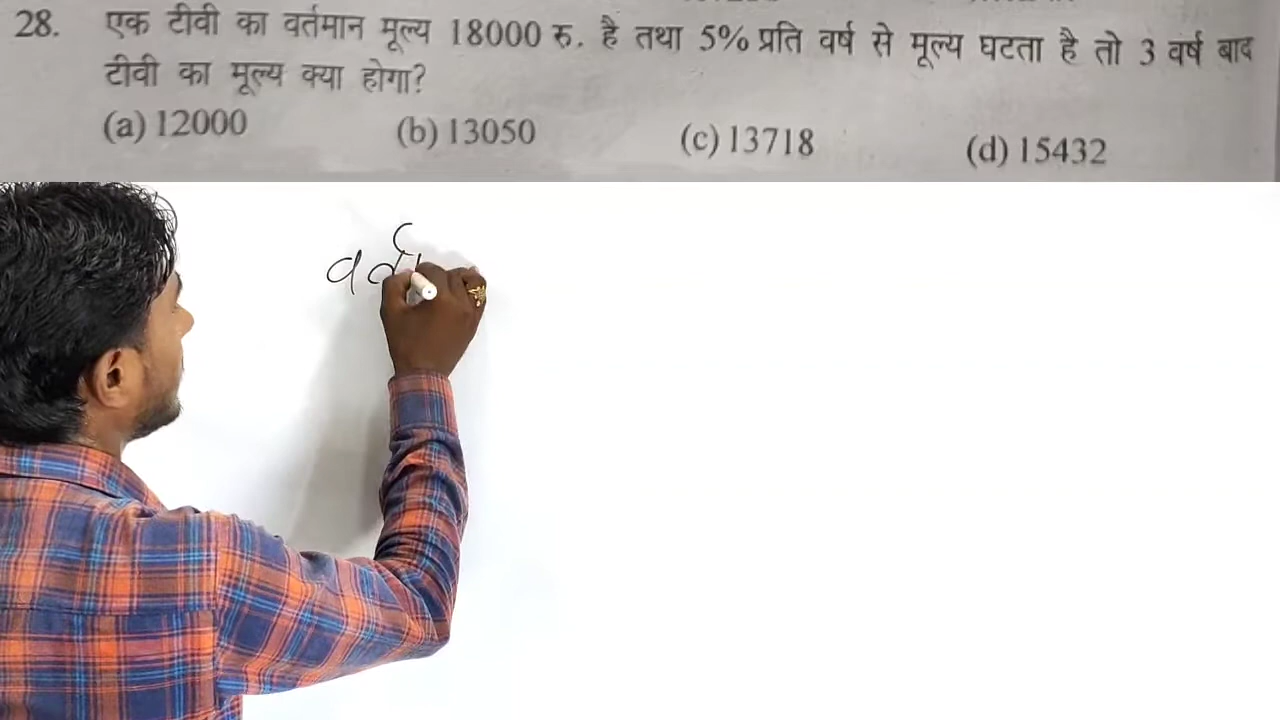 28. एक टीवी का वर्तमान मूल्य 18000 रु. है तथा 5% प्रति वर्ष से मूल्य घटता है तो 3 वर्ष बाद
टीवी का मूल्य क्या होगा?
(a) 12000 (b) 13050 (c) 13718 (d) 15432